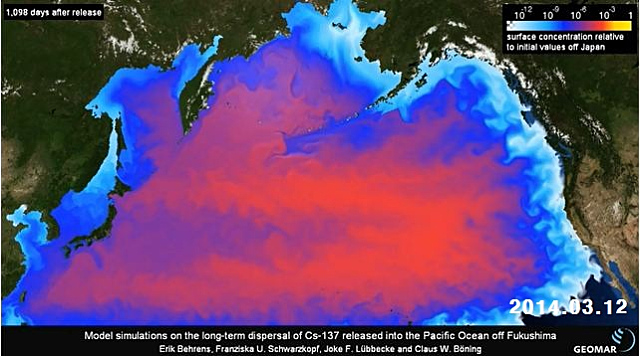 1,098 days after release
10^-12 10^-9 10^-6 10^-3 1
surface concentration relative
to initial values off Japan
2014.03.12
Model simulations on the long-term dispersal of Cs-137 released into the Pacific Ocean off Fukushima
Erik Behrens, Franziska U. Schwarzkopf, Joke F. Lübbecke and Claus W. Böning
GEOMAR